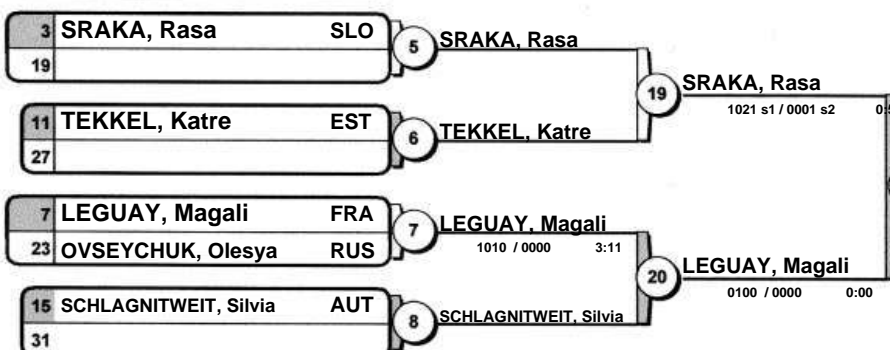 3 SRAKA, Rasa SLO
19
5 SRAKA, Rasa
19 SRAKA, Rasa
1021 s1 / 0001 s2
11 TEKKEL, Katre EST
27
6 TEKKEL, Katre
7 LEGUAY, Magali FRA
23 OVSEYCHUK, Olesya RUS
7 LEGUAY, Magali
1010 / 0000 3:11
20 LEGUAY, Magali
0100 / 0000 0:00
15 SCHLAGNITWEIT, Silvia AUT
31
8 SCHLAGNITWEIT, Silvia